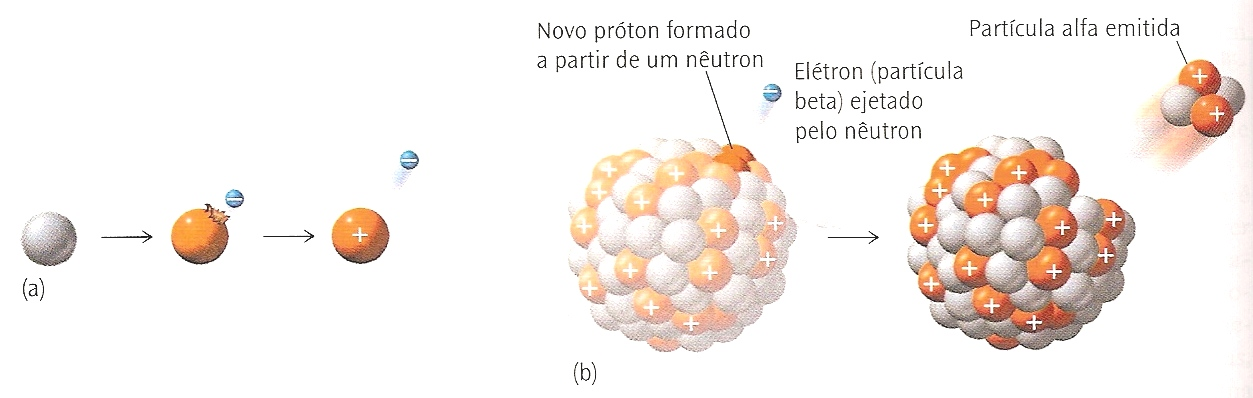 Novo próton formado
a partir de um nêutron
Elétron (partícula
beta) ejetado
pelo nêutron
Partícula alfa emitida
(a)
(b)